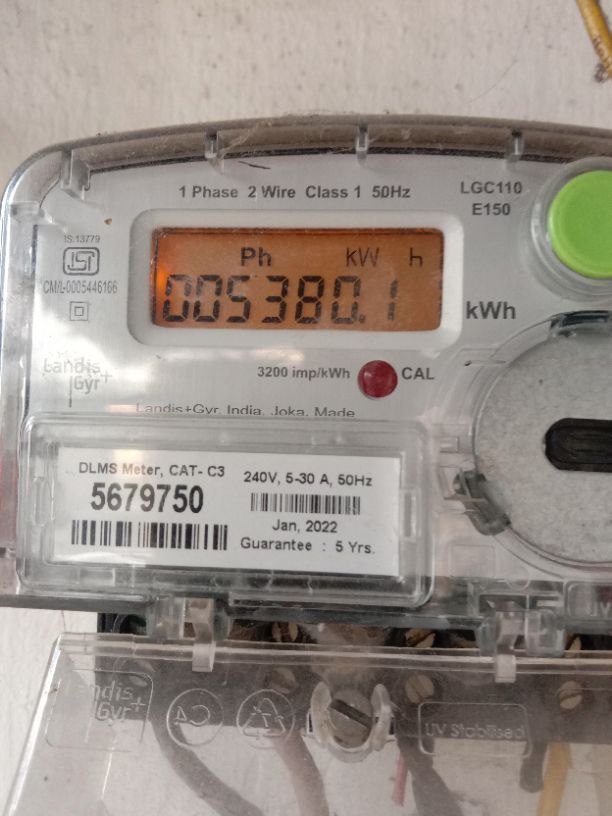 1 Phase 2 Wire Class 1 50Hz
LGC110
E150
IS:13779
ISI
CM/L-0005446166
Ph kW h
005380.1
kWh
3200 imp/kWh
CAL
Landis
Gyr+
Landis+Gyr, India, Joka, Made
DLMS Meter, CAT- C3
5679750
240V, 5-30 A, 50Hz
Jan, 2022
Guarantee : 5 Yrs.
Landis
Gyr+
UV Stabilised